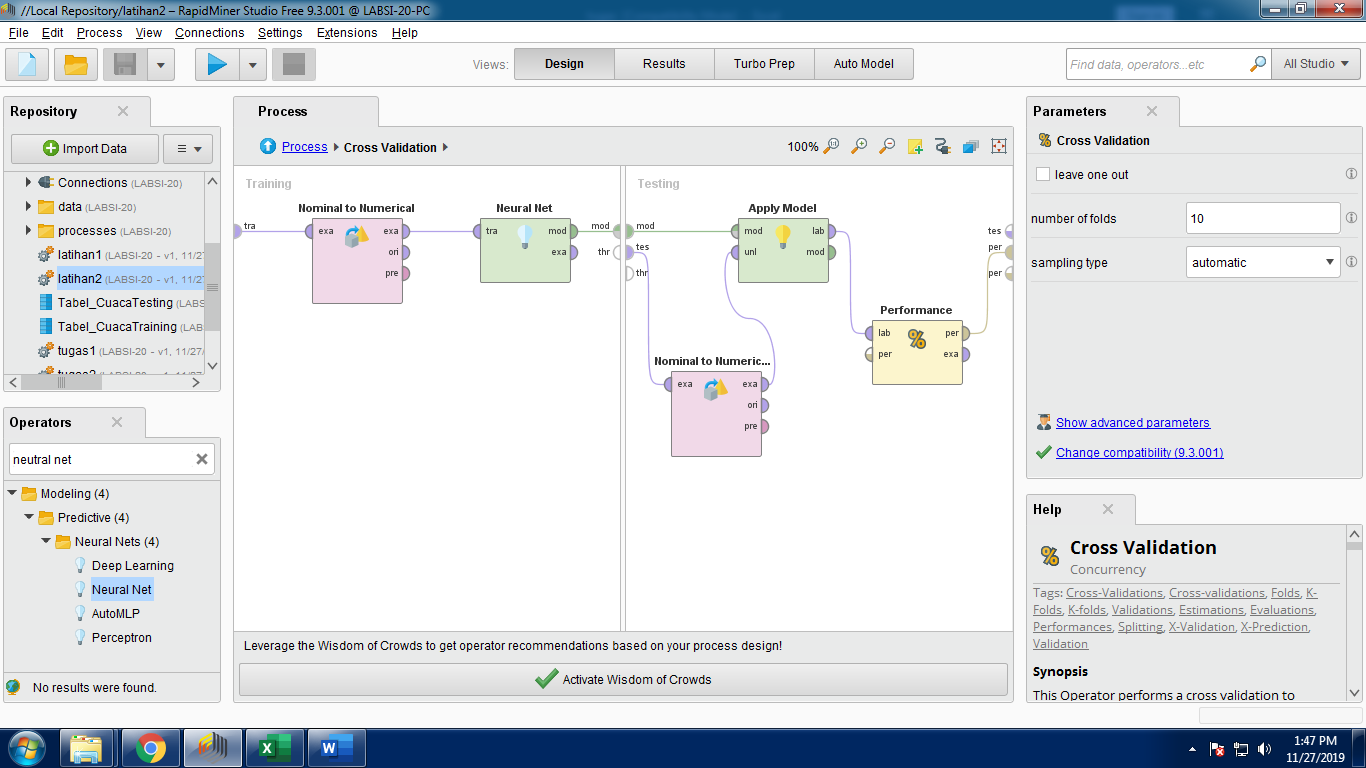 //Local Repository/latihan2 – RapidMiner Studio Free 9.3.001 @ LABSI-20-PC
File Edit Process View Connections Settings Extensions Help
Views: Design Results Turbo Prep Auto Model
Find data, operators...etc
All Studio
Repository
Import Data
Connections (LABSI-20)
data (LABSI-20)
processes (LABSI-20)
latihan1 (LABSI-20 - v1, 11/27
latihan2 (LABSI-20 - v1, 11/27
Tabel_CuacaTesting (LABS
Tabel_CuacaTraining (LABS
tugas1 (LABSI-20 - v1, 11/27/
Operators
neutral net
Modeling (4)
Predictive (4)
Neural Nets (4)
Deep Learning
Neural Net
AutoMLP
Perceptron
No results were found.
Process
Process Cross Validation
100%
Training
tra
Nominal to Numerical
exa exa
ori
pre
Neural Net
tra mod
exa
mod
thr
Testing
mod
tes
thr
Apply Model
mod lab
unl mod
Nominal to Numeric...
exa exa
ori
pre
Performance
lab per
per exa
tes
per
per
Leverage the Wisdom of Crowds to get operator recommendations based on your process design!
Activate Wisdom of Crowds
Parameters
Cross Validation
leave one out
number of folds 10
sampling type automatic
Show advanced parameters
Change compatibility (9.3.001)
Help
Cross Validation
Concurrency
Tags: Cross-Validations, Cross-validations, Folds, K-
Folds, K-folds, Validations, Estimations, Evaluations,
Performances, Splitting, X-Validation, X-Prediction,
Validation
Synopsis
This Operator performs a cross validation to
1:47 PM
11/27/2019